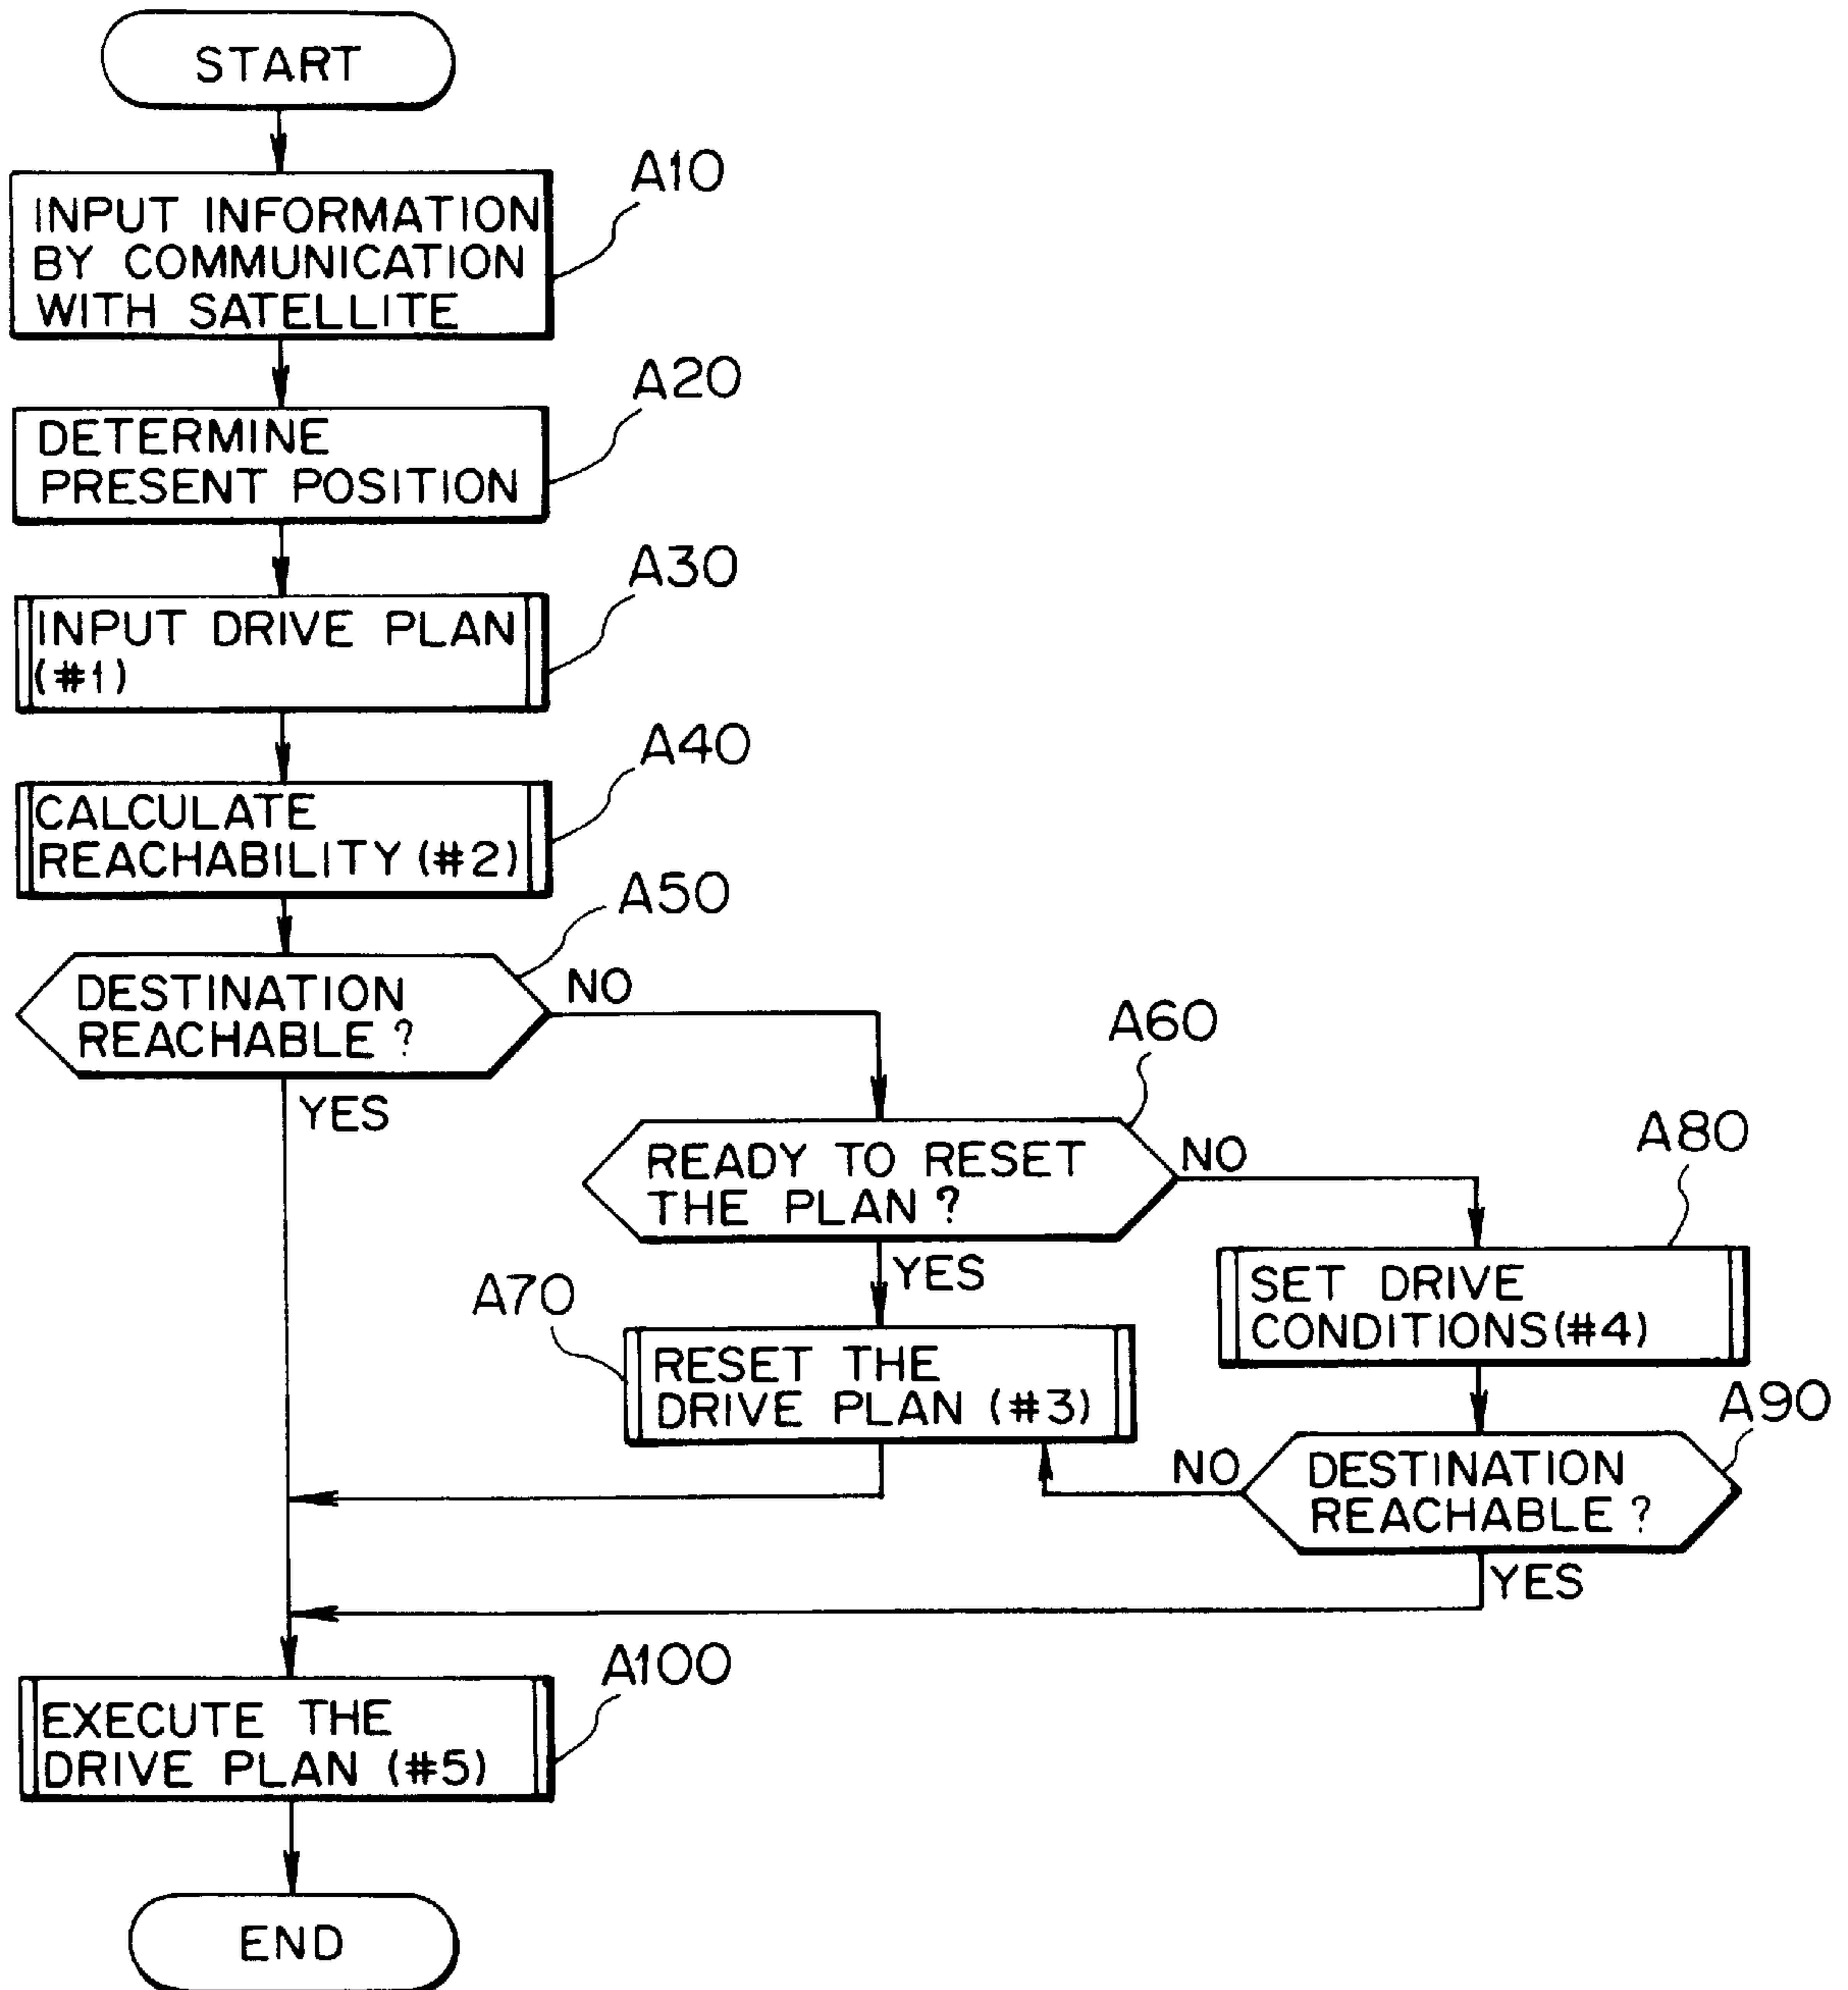 START
A10
INPUT INFORMATION
BY COMMUNICATION
WITH SATELLITE
A20
DETERMINE
PRESENT POSITION
A30
INPUT DRIVE PLAN
(#1)
A40
CALCULATE
REACHABILITY (#2)
A50
DESTINATION
REACHABLE ?
NO
YES
A60
READY TO RESET
THE PLAN ?
NO
YES
A80
SET DRIVE
CONDITIONS(#4)
A70
RESET THE
DRIVE PLAN (#3)
A90
DESTINATION
REACHABLE ?
NO
YES
A100
EXECUTE THE
DRIVE PLAN (#5)
END